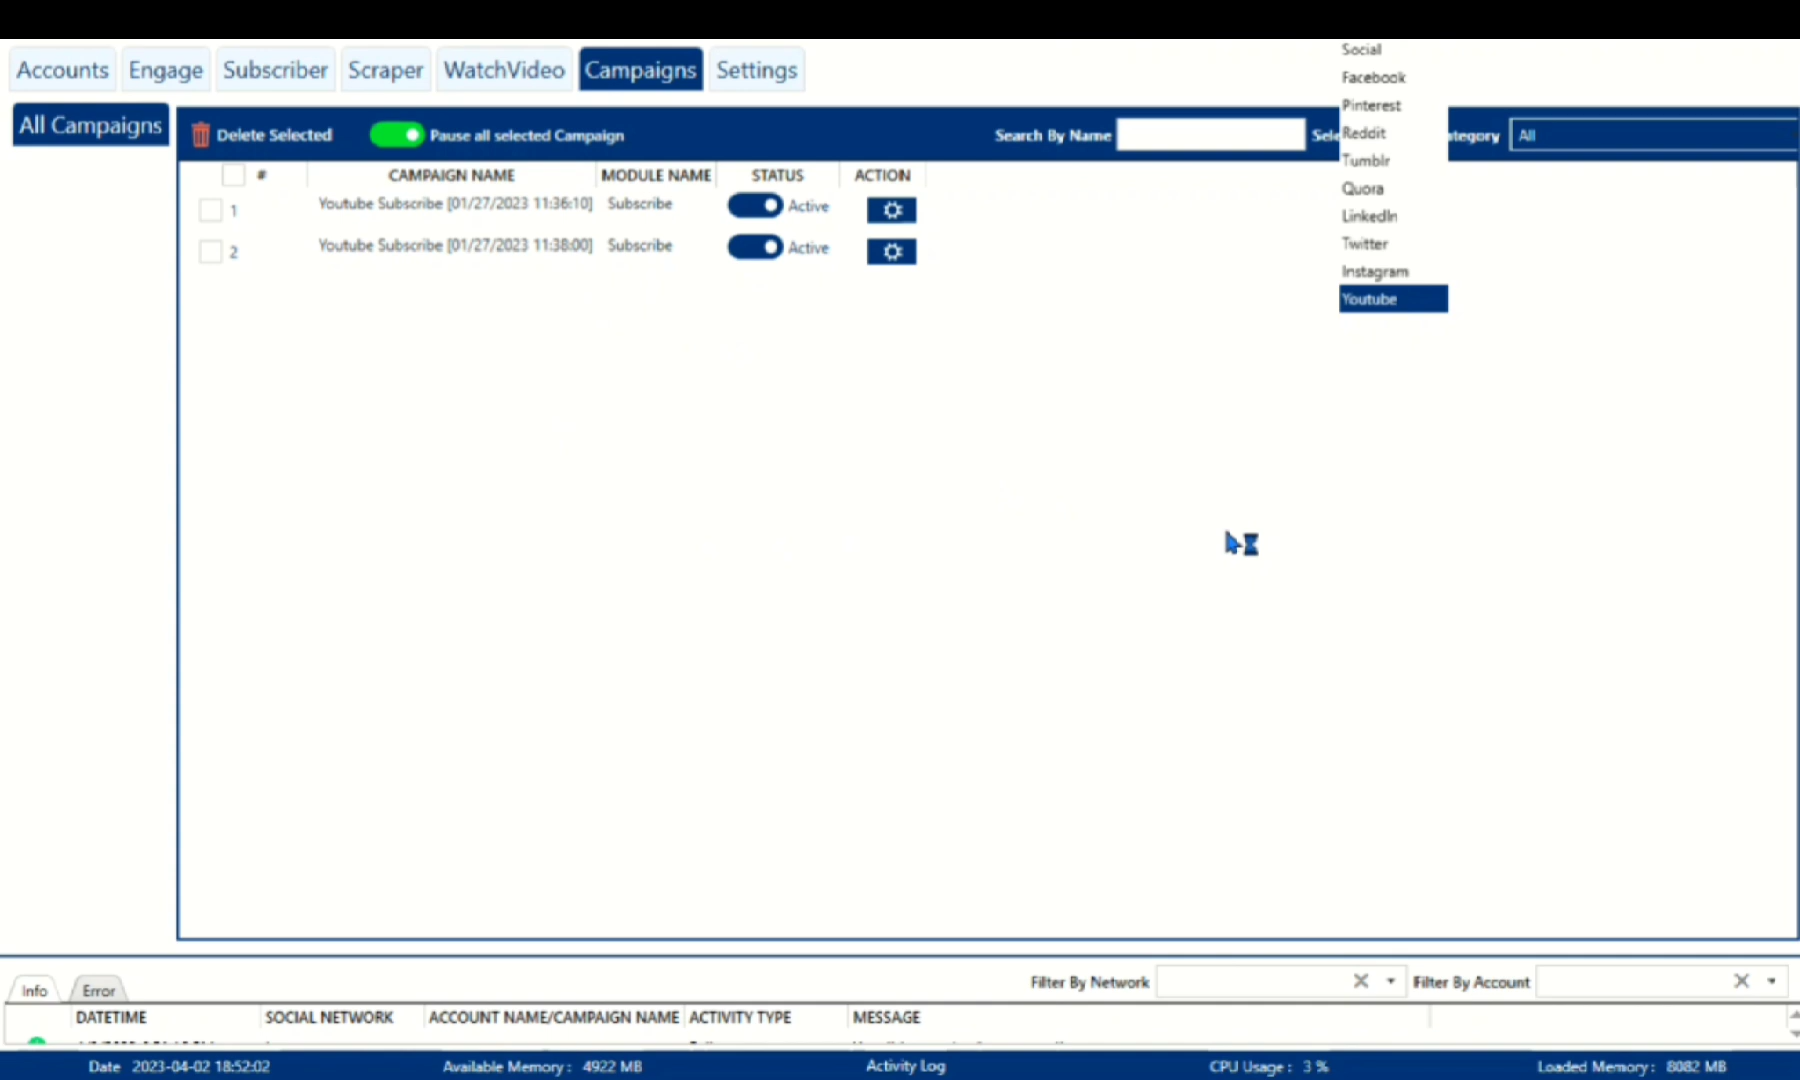 Accounts Engage Subscriber Scraper WatchVideo Campaigns Settings
All Campaigns
Delete Selected Pause all selected Campaign Search By Name
Social
Facebook
Pinterest
Reddit
Tumblr
Quora
LinkedIn
Twitter
Instagram
Youtube
All
# CAMPAIGN NAME MODULE NAME STATUS ACTION
1 Youtube Subscribe [01/27/2023 11:36:10] Subscribe Active
2 Youtube Subscribe [01/27/2023 11:38:00] Subscribe Active
Info Error Filter By Network Filter By Account
DATETIME SOCIAL NETWORK ACCOUNT NAME/CAMPAIGN NAME ACTIVITY TYPE MESSAGE
Date 2023-04-02 18:52:02 Available Memory : 4922 MB Activity Log CPU Usage : 3 % Loaded Memory : 8082 MB